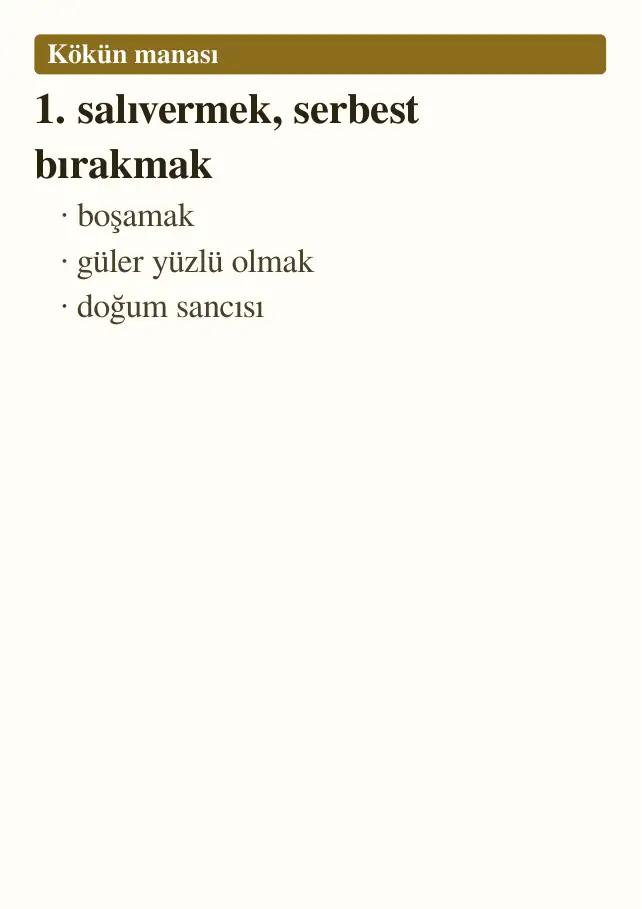 Kökün manası
1. salıvermek, serbest
bırakmak
· boşamak
· güler yüzlü olmak
· doğum sancısı